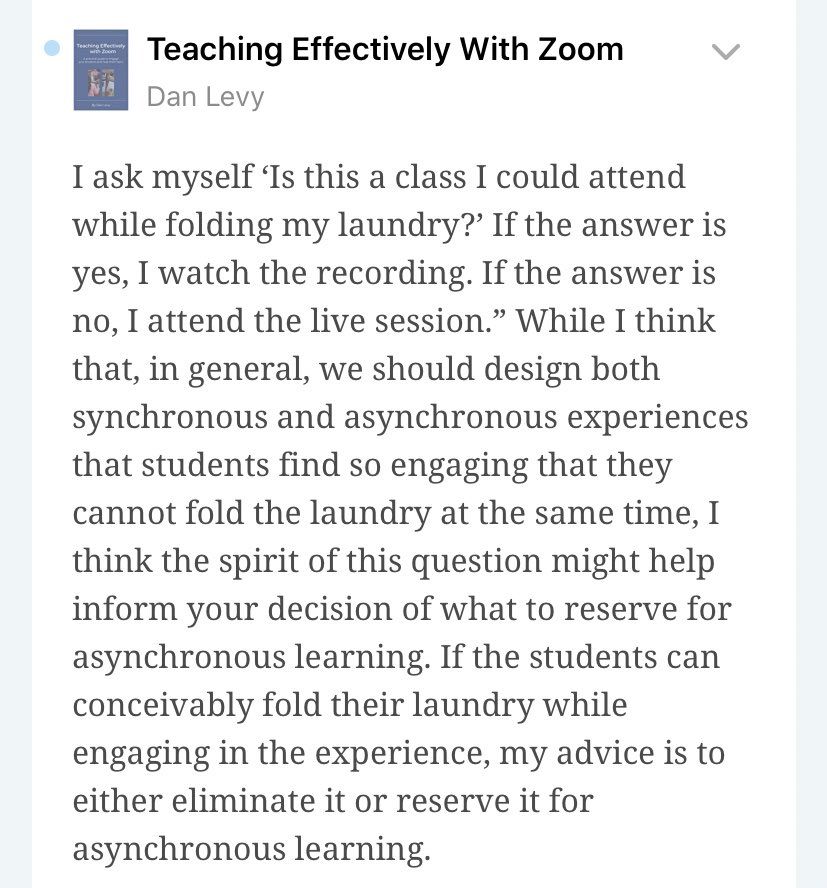 Teaching Effectively
with Zoom
Teaching Effectively With Zoom
Dan Levy
I ask myself ‘Is this a class I could attend
while folding my laundry?’ If the answer is
yes, I watch the recording. If the answer is
no, I attend the live session.” While I think
that, in general, we should design both
synchronous and asynchronous experiences
that students find so engaging that they
cannot fold the laundry at the same time, I
think the spirit of this question might help
inform your decision of what to reserve for
asynchronous learning. If the students can
conceivably fold their laundry while
engaging in the experience, my advice is to
either eliminate it or reserve it for
asynchronous learning.